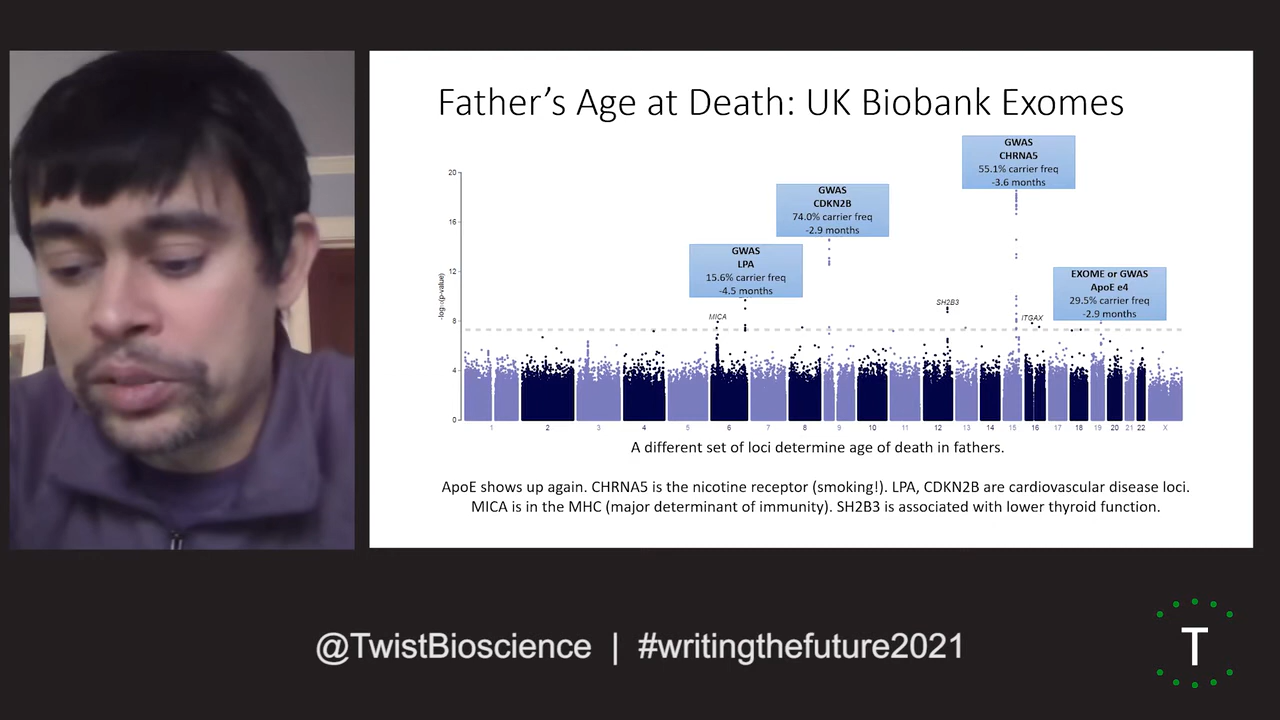 Father's Age at Death: UK Biobank Exomes
GWAS
CHRNA5
55.1% carrier freq
-3.6 months
GWAS
CDKN2B
74.0% carrier freq
-2.9 months
GWAS
LPA
15.6% carrier freq
-4.5 months
EXOME or GWAS
ApoE e4
29.5% carrier freq
-2.9 months
20
16
12
8
4
0
MICA
SH2B3
ITGAX
1 2 3 4 5 6 7 8 9 10 11 12 13 14 15 16 17 18 19 20 21 22 X
A different set of loci determine age of death in fathers.
ApoE shows up again. CHRNA5 is the nicotine receptor (smoking!). LPA, CDKN2B are cardiovascular disease loci.
MICA is in the MHC (major determinant of immunity). SH2B3 is associated with lower thyroid function.
@TwistBioscience | #writingthefuture2021
T